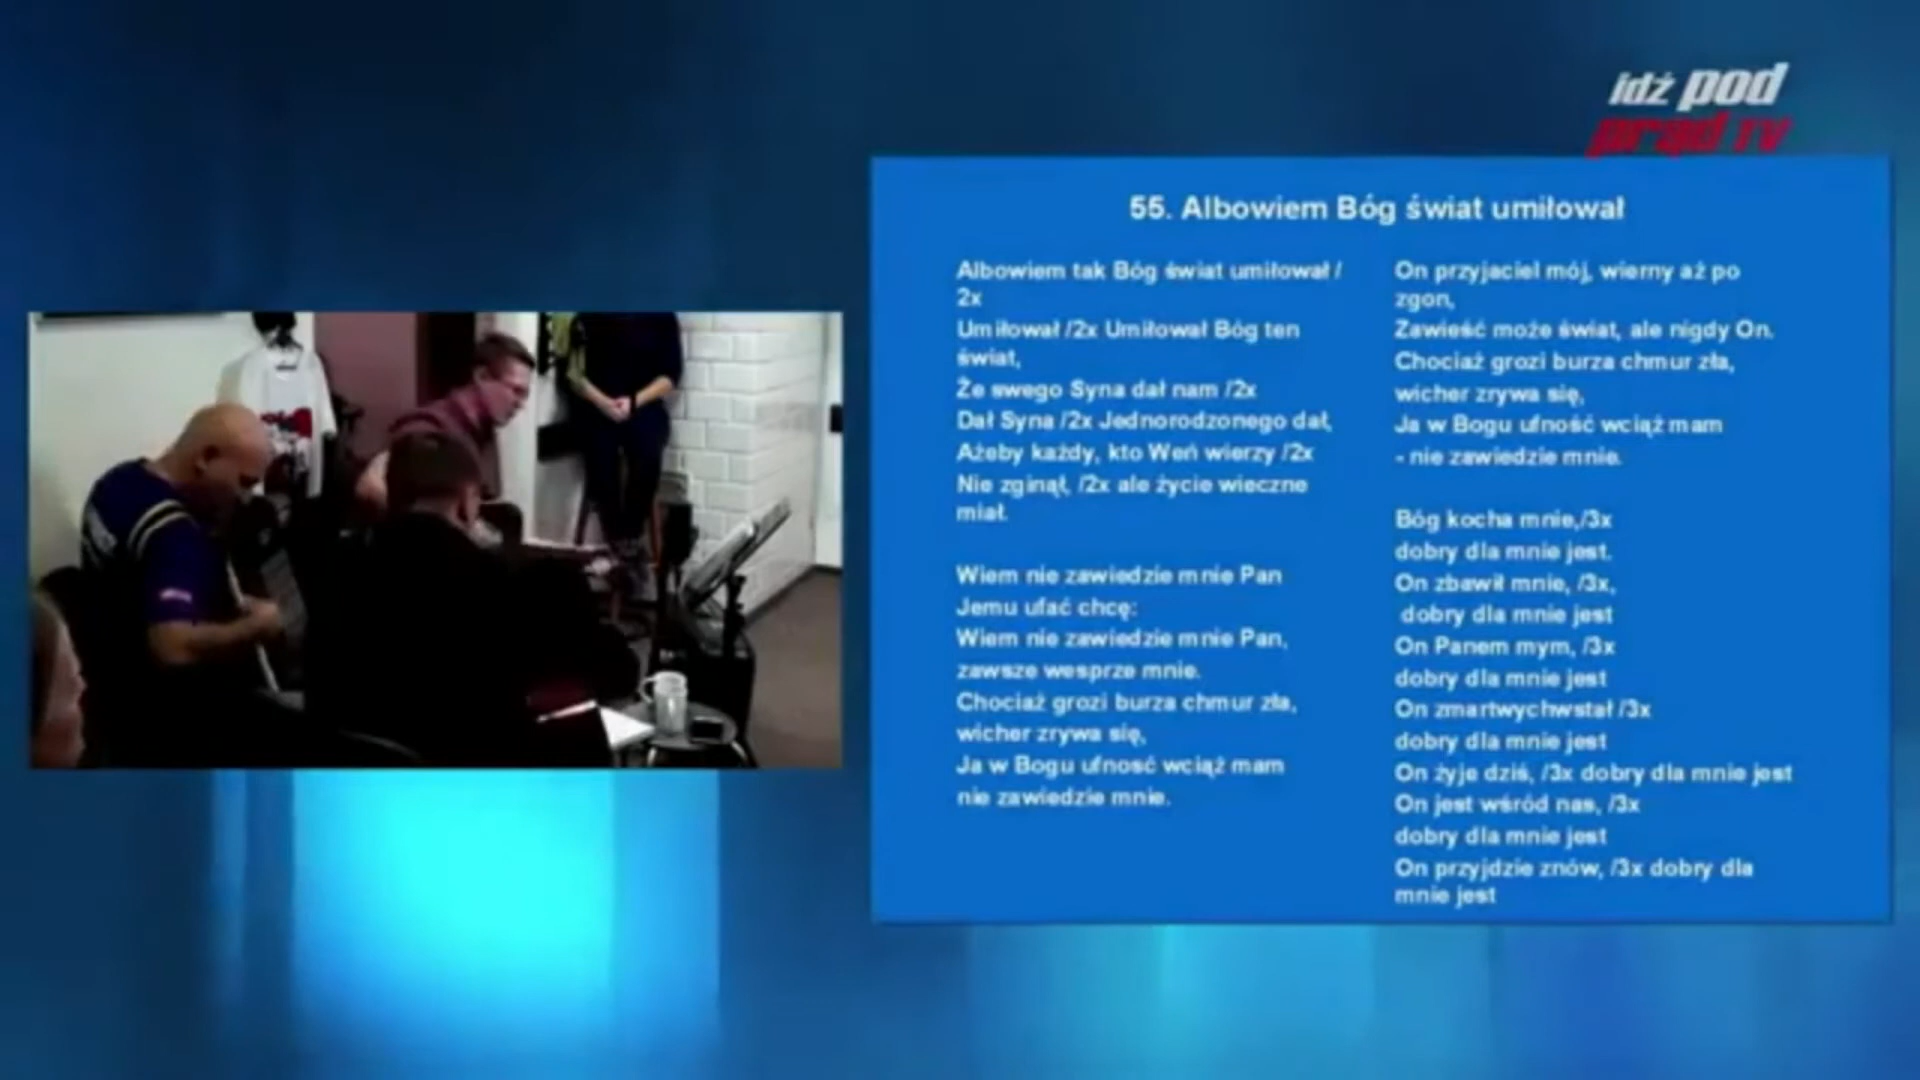 idź pod
prąd TV
55. Albowiem Bóg świat umiłował
Albowiem tak Bóg świat umiłował /
2x
Umiłował /2x Umiłował Bóg ten
świat,
Że swego Syna dał nam /2x
Dał Syna /2x Jednorodzonego dał,
Ażeby każdy, kto Weń wierzy /2x
Nie zginął, /2x ale życie wieczne
miał.
Wiem nie zawiedzie mnie Pan
Jemu ufać chcę:
Wiem nie zawiedzie mnie Pan,
zawsze wesprze mnie.
Chociaż grozi burza chmur zła,
wicher zrywa się,
Ja w Bogu ufność wciąż mam
nie zawiedzie mnie.
On przyjaciel mój, wierny aż po
zgon,
Zawieść może świat, ale nigdy On.
Chociaż grozi burza chmur zła,
wicher zrywa się,
Ja w Bogu ufność wciąż mam
- nie zawiedzie mnie.
Bóg kocha mnie,/3x
dobry dla mnie jest.
On zbawił mnie, /3x,
dobry dla mnie jest
On Panem mym, /3x
dobry dla mnie jest
On zmartwychwstał /3x
dobry dla mnie jest
On żyje dziś, /3x dobry dla mnie jest
On jest wśród nas, /3x
dobry dla mnie jest
On przyjdzie znów, /3x dobry dla
mnie jest